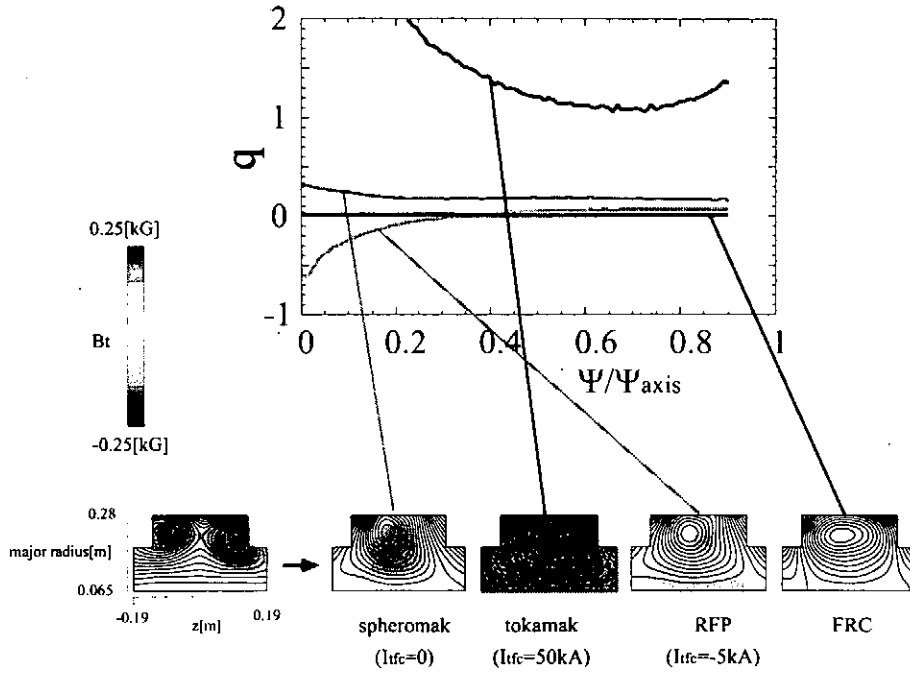 2
1
q
0
-1
0 0.2 0.4 0.6 0.8 1
Ψ/Ψaxis
0.25[kG]
Bt
-0.25[kG]
0.28
major radius[m]
0.065
-0.19 z[m] 0.19
spheromak tokamak RFP FRC
(Itfc=0) (Itfc=50kA) (Itfc=-5kA)